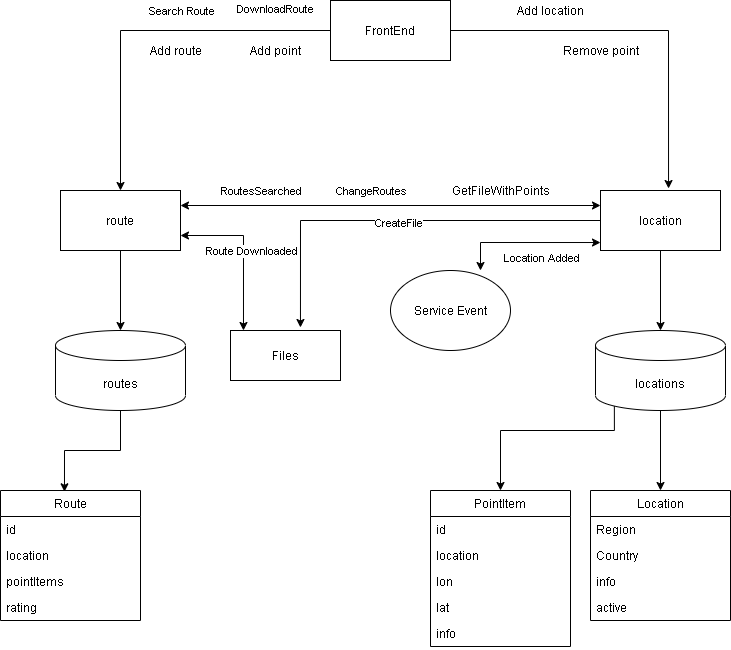 Search Route
DownloadRoute
FrontEnd
Add location
Add route
Add point
Remove point
RoutesSearched
ChangeRoutes
GetFileWithPoints
route
location
CreateFile
Route Downloaded
Location Added
Service Event
Files
routes
locations
Route
id
location
pointItems
rating
PointItem
id
location
lon
lat
info
Location
Region
Country
info
active